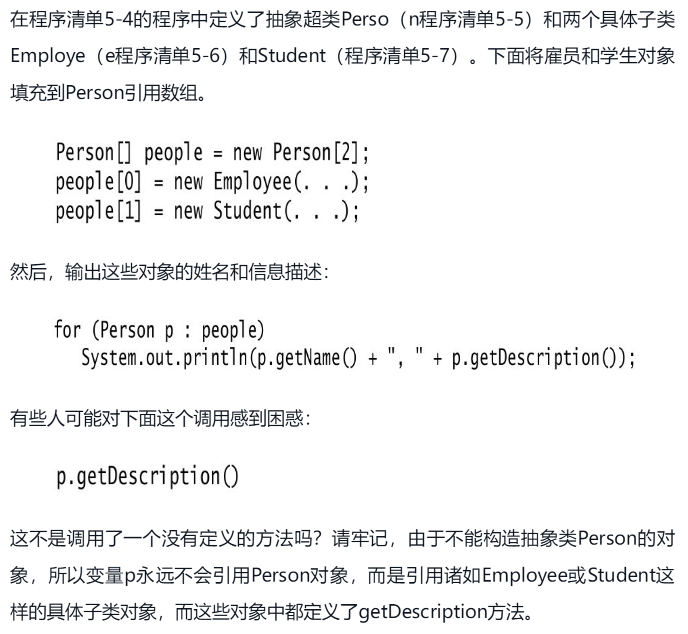 在程序清单5-4的程序中定义了抽象超类Perso（n程序清单5-5）和两个具体子类
Employe（e程序清单5-6）和Student（程序清单5-7）。下面将雇员和学生对象
填充到Person引用数组。
Person[] people = new Person[2];
people[0] = new Employee(. . .);
people[1] = new Student(. . .);
然后，输出这些对象的姓名和信息描述：
for (Person p : people)
System.out.println(p.getName() + ", " + p.getDescription());
有些人可能对下面这个调用感到困惑：
p.getDescription()
这不是调用了一个没有定义的方法吗？请牢记，由于不能构造抽象类Person的对
象，所以变量p永远不会引用Person对象，而是引用诸如Employee或Student这
样的具体子类对象，而这些对象中都定义了getDescription方法。